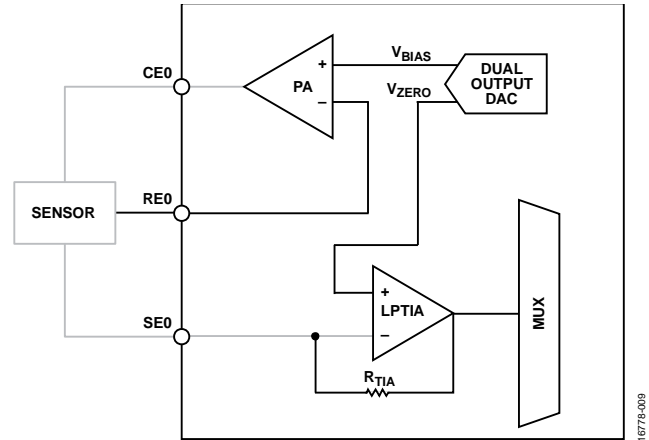 CE0
+
PA
−
V_BIAS
V_ZERO
DUAL
OUTPUT
DAC
RE0
SENSOR
SE0
+
LPTIA
−
R_TIA
MUX
16778-009